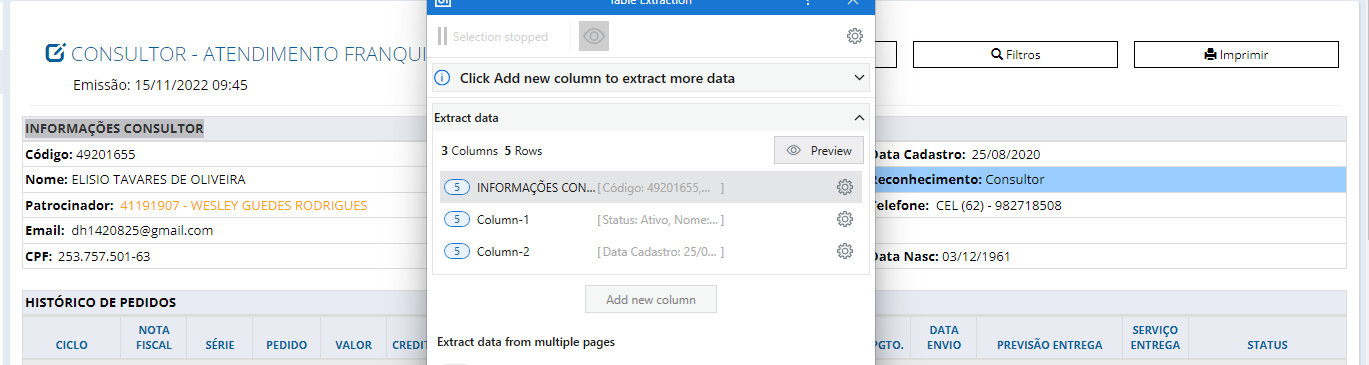 Table Extraction
Selection stopped
CONSULTOR - ATENDIMENTO FRANQUI
Filtros
Imprimir
Emissão: 15/11/2022 09:45
Click Add new column to extract more data
Extract data
3 Columns 5 Rows
Preview
5 INFORMAÇÕES CON... [ Código: 49201655,... ]
5 Column-1 [ Status: Ativo, Nome:... ]
5 Column-2 [ Data Cadastro: 25/0... ]
Add new column
Extract data from multiple pages
INFORMAÇÕES CONSULTOR
Código: 49201655
Data Cadastro: 25/08/2020
Nome: ELISIO TAVARES DE OLIVEIRA
Reconhecimento: Consultor
Patrocinador: 41191907 - WESLEY GUEDES RODRIGUES
Telefone: CEL (62) - 982718508
Email: dh1420825@gmail.com
CPF: 253.757.501-63
Data Nasc: 03/12/1961
HISTÓRICO DE PEDIDOS
CICLO
NOTA
FISCAL
SÉRIE
PEDIDO
VALOR
CREDIT
PGTO.
DATA
ENVIO
PREVISÃO ENTREGA
SERVIÇO
ENTREGA
STATUS